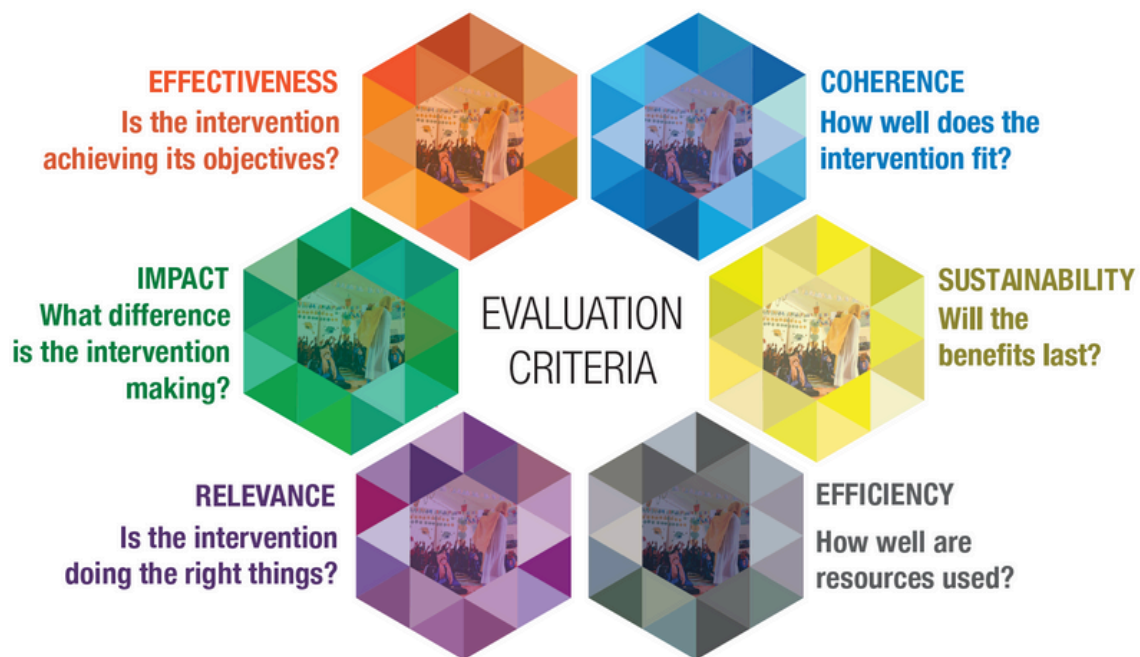 EFFECTIVENESS
Is the intervention
achieving its objectives?
COHERENCE
How well does the
intervention fit?
IMPACT
What difference
is the intervention
making?
EVALUATION
CRITERIA
SUSTAINABILITY
Will the
benefits last?
RELEVANCE
Is the intervention
doing the right things?
EFFICIENCY
How well are
resources used?